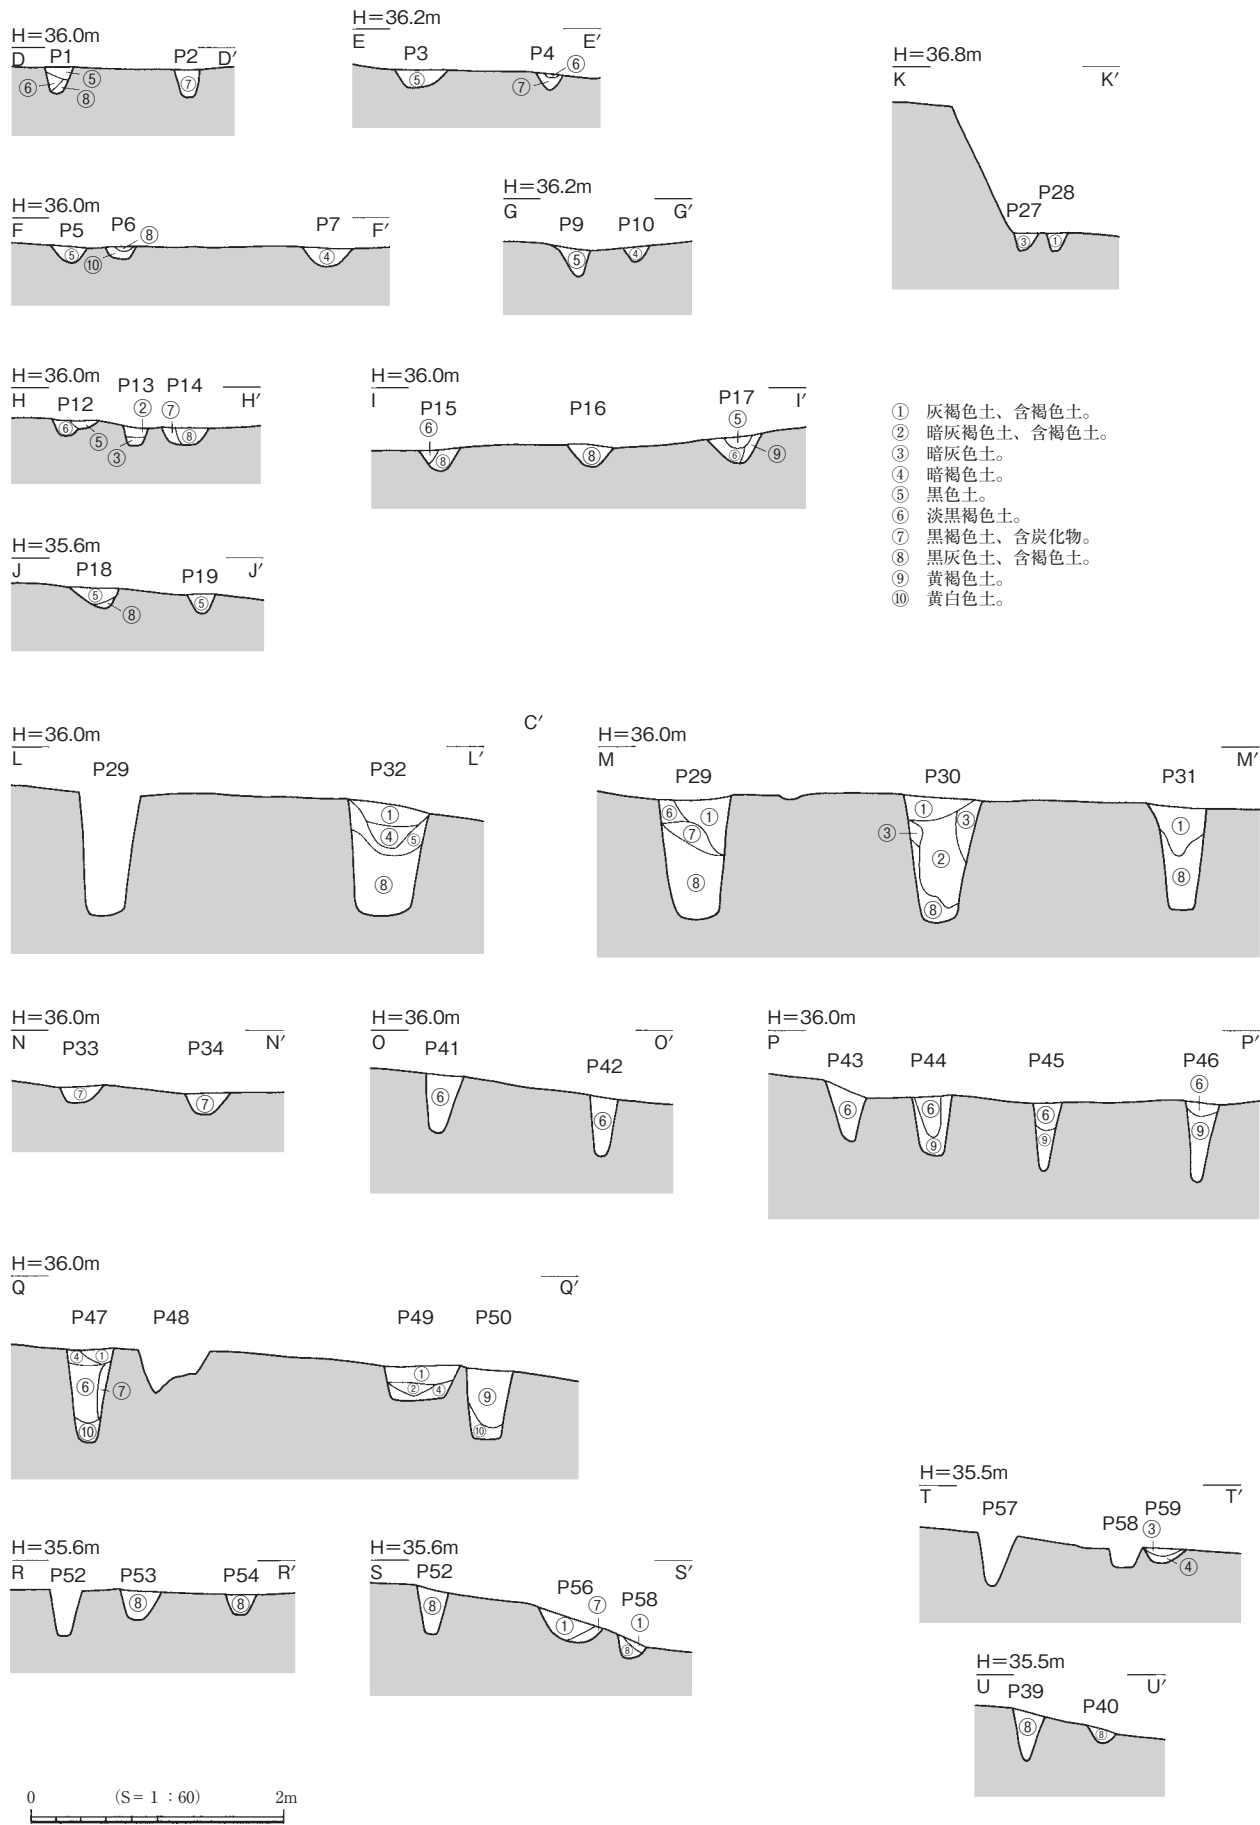 H＝36.0m
D P1 P2 D′
⑤ ⑥ ⑧ ⑦
H＝36.2m
E P3 P4 E′
⑤ ⑥ ⑦
H＝36.8m
K K′
P27 P28
③ ①
H＝36.0m
F P5 P6 P7 F′
⑤ ⑧ ⑩ ④
H＝36.2m
G P9 P10 G′
⑤ ④
H＝36.0m
H P12 P13 P14 H′
⑥ ⑤ ② ③ ⑦ ⑧
H＝36.0m
I P15 P16 P17 I′
⑥ ⑧ ⑧ ⑤ ⑥ ⑨
① 灰褐色土、含褐色土。
② 暗灰褐色土、含褐色土。
③ 暗灰色土。
④ 暗褐色土。
⑤ 黒色土。
⑥ 淡黒褐色土。
⑦ 黒褐色土、含炭化物。
⑧ 黒灰色土、含褐色土。
⑨ 黄褐色土。
⑩ 黄白色土。
H＝35.6m
J P18 P19 J′
⑤ ⑧ ⑤
C′
H＝36.0m
L P29 P32 L′
① ④ ⑤ ⑧
H＝36.0m
M P29 P30 P31 M′
⑥ ① ⑦ ⑧ ① ③ ③ ② ⑧ ① ⑧
H＝36.0m
N P33 P34 N′
⑦ ⑦
H＝36.0m
O P41 P42 O′
⑥ ⑥
H＝36.0m
P P43 P44 P45 P46 P′
⑥ ⑥ ⑨ ⑥ ⑨ ⑥ ⑨
H＝36.0m
Q Q′
P47 P48 P49 P50
④ ① ⑥ ⑦ ⑩ ① ② ④ ⑨ ⑩
H＝35.5m
T P57 P58 P59 T′
③ ④
H＝35.6m
R P52 P53 P54 R′
⑧ ⑧
H＝35.6m
S P52 P56 P58 S′
⑧ ① ⑦ ① ⑧
H＝35.5m
U P39 P40 U′
⑧ ⑧
0 (S＝1：60) 2m